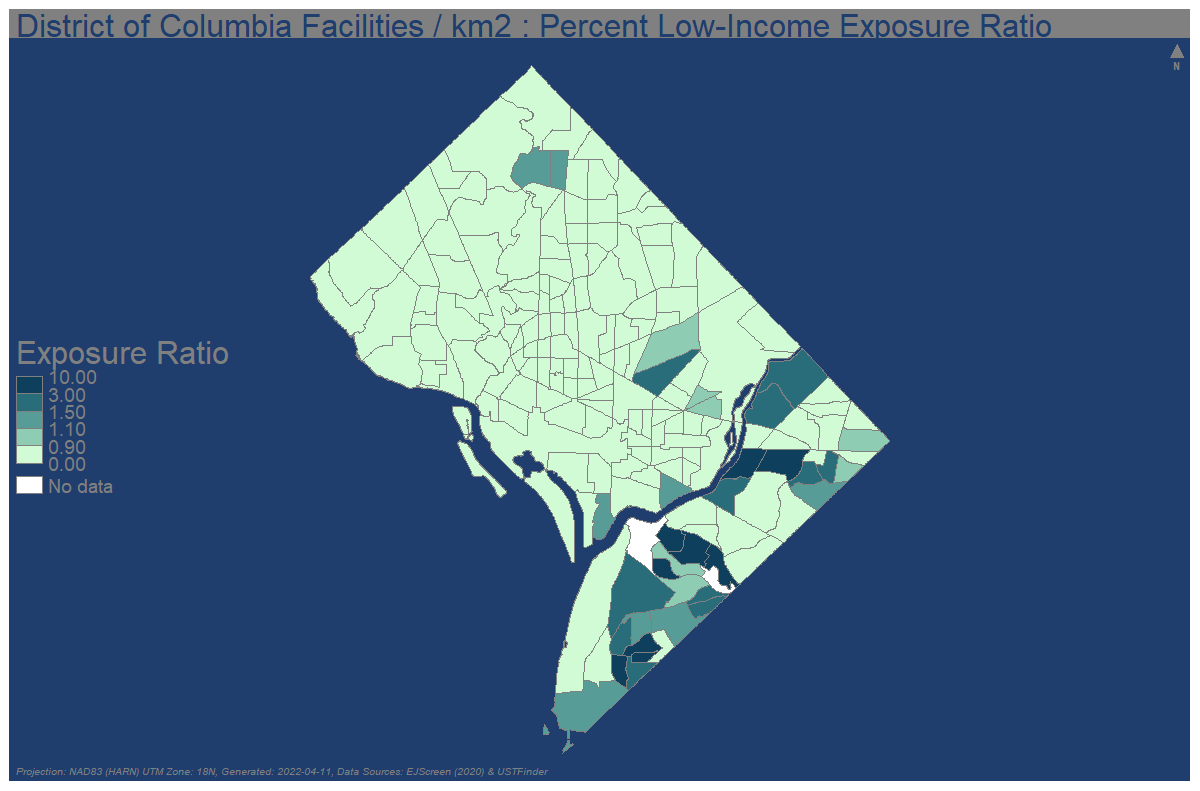 District of Columbia Facilities / km2 : Percent Low-Income Exposure Ratio
N
Exposure Ratio
10.00
3.00
1.50
1.10
0.90
0.00
No data
Projection: NAD83 (HARN) UTM Zone: 18N, Generated: 2022-04-11, Data Sources: EJScreen (2020) & USTFinder